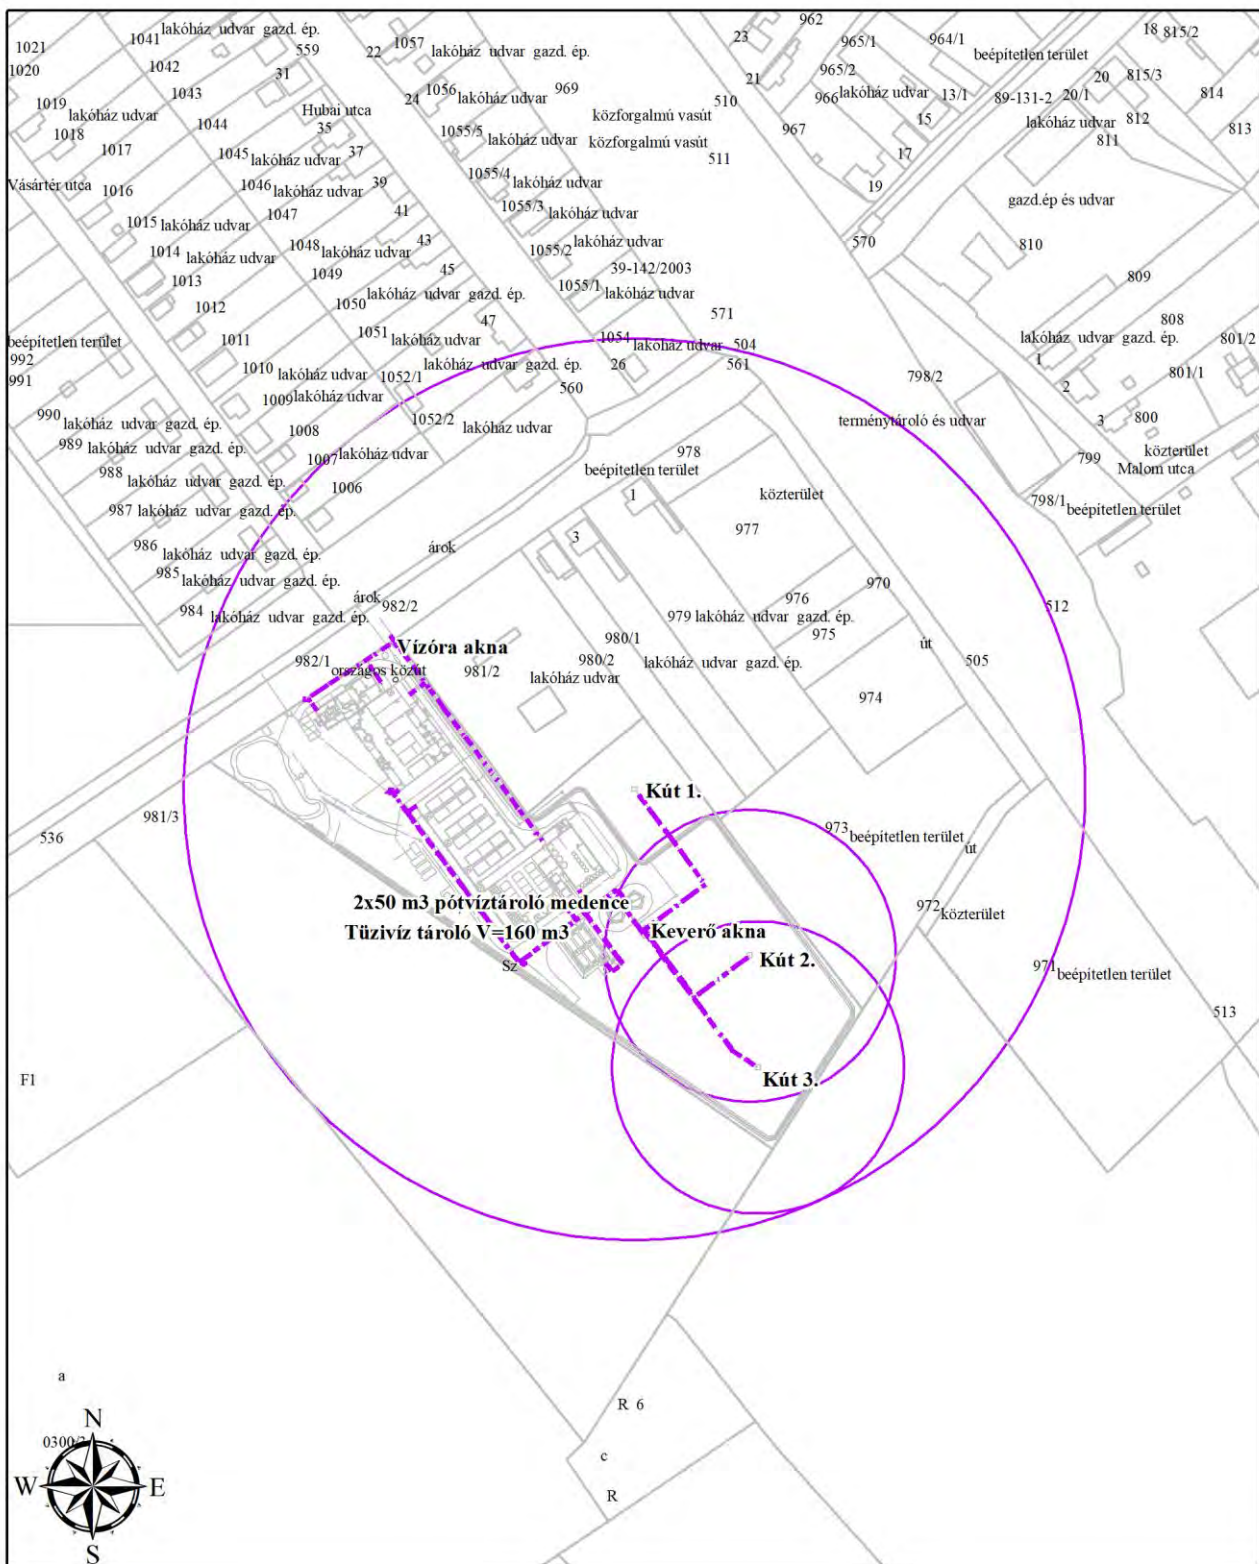 1021
1041 lakóház udvar gazd. ép.
559
22
1057 lakóház udvar gazd. ép.
23
962
965/1
964/1
beépítetlen terület
18 815/2
1020
1042
31
21
965/2
20 815/3
1019 lakóház udvar
1043
Hubai utca
24
1056 lakóház udvar 969
510
966 lakóház udvar 13/1
89-131-2 20/1
814
1018
1044
35
közforgalmú vasút
967
15
lakóház udvar 812
813
1055/5 lakóház udvar
közforgalmú vasút
811
1017
1045 lakóház udvar 37
511
17
Vásártér utca 1016
1046 lakóház udvar 39
1055/4 lakóház udvar
19
gazd.ép és udvar
1015 lakóház udvar
1047
41
1055/3 lakóház udvar
1014 lakóház udvar
1048 lakóház udvar 43
1055/2 lakóház udvar
570
810
1013
1049
45
39-142/2003
809
1055/1 lakóház udvar
1012
1050 lakóház udvar gazd. ép.
571
808
47
beépítetlen terület
1011
1051 lakóház udvar
1054 lakóház udvar 504
lakóház udvar gazd. ép.
801/2
992
1
1010 lakóház udvar
1052/1 lakóház udvar gazd. ép.
26
561
801/1
991
560
798/2
2
1009 lakóház udvar
990 lakóház udvar gazd. ép.
1052/2 lakóház udvar
terménytároló és udvar
3
800
989 lakóház udvar gazd. ép.
1008
978
közterület
1007 lakóház udvar
799
Malom utca
988 lakóház udvar gazd. ép.
beépítetlen terület
1006
1
közterület
798/1 beépítetlen terület
987 lakóház udvar gazd. ép.
977
3
986 lakóház udvar gazd. ép.
árok
985 lakóház udvar gazd. ép.
970
árok
982/2
976
512
984 lakóház udvar gazd. ép.
979 lakóház udvar gazd. ép.
975
Vízóra akna
980/1
út
982/1 országos közút
981/2
980/2
lakóház udvar gazd. ép.
505
lakóház udvar
974
Kút 1.
981/3
973 beépítetlen terület
536
út
2x50 m3 pótvíztároló medence
972 közterület
Tüzivíz tároló V=160 m3
Keverő akna
Kút 2.
Sz
971 beépítetlen terület
513
Kút 3.
F1
a
R 6
N
0300/
c
W
E
R
S